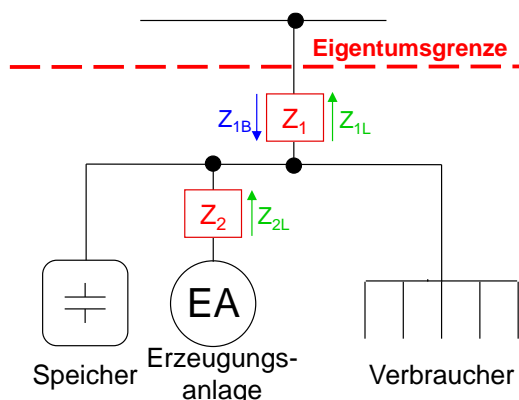 Eigentumsgrenze
Z1B
Z1
Z1L
Z2
Z2L
EA
Speicher
Erzeugungs-
anlage
Verbraucher